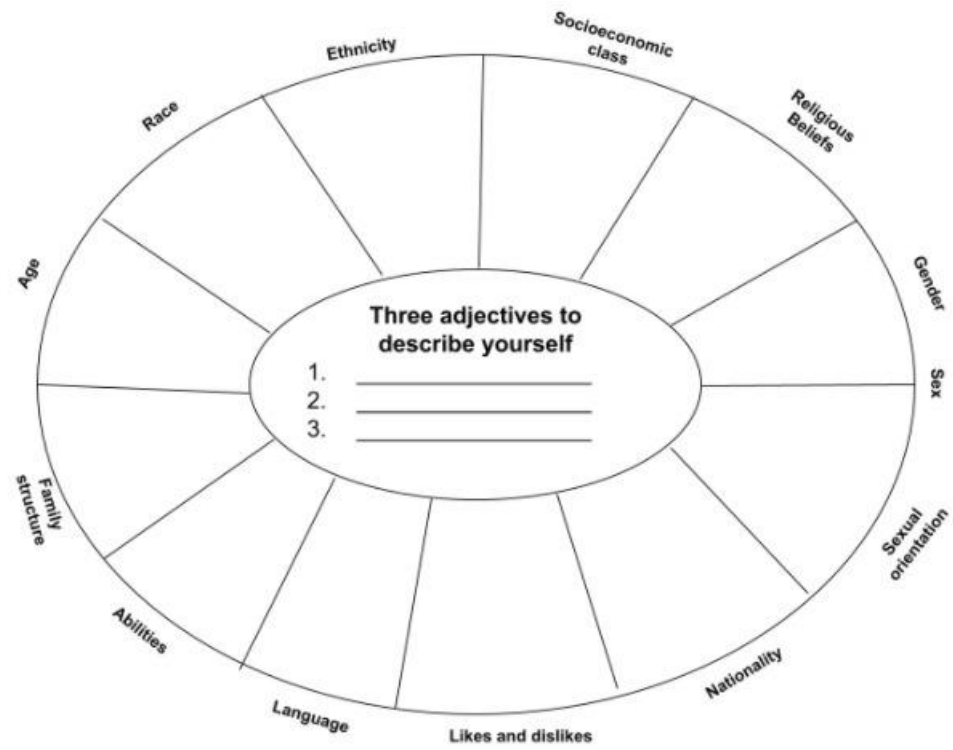 Ethnicity
Socioeconomic
class
Religious
Beliefs
Gender
Sex
Sexual
orientation
Nationality
Likes and dislikes
Language
Abilities
Family
structure
Age
Race
Three adjectives to
describe yourself
1.
2.
3.